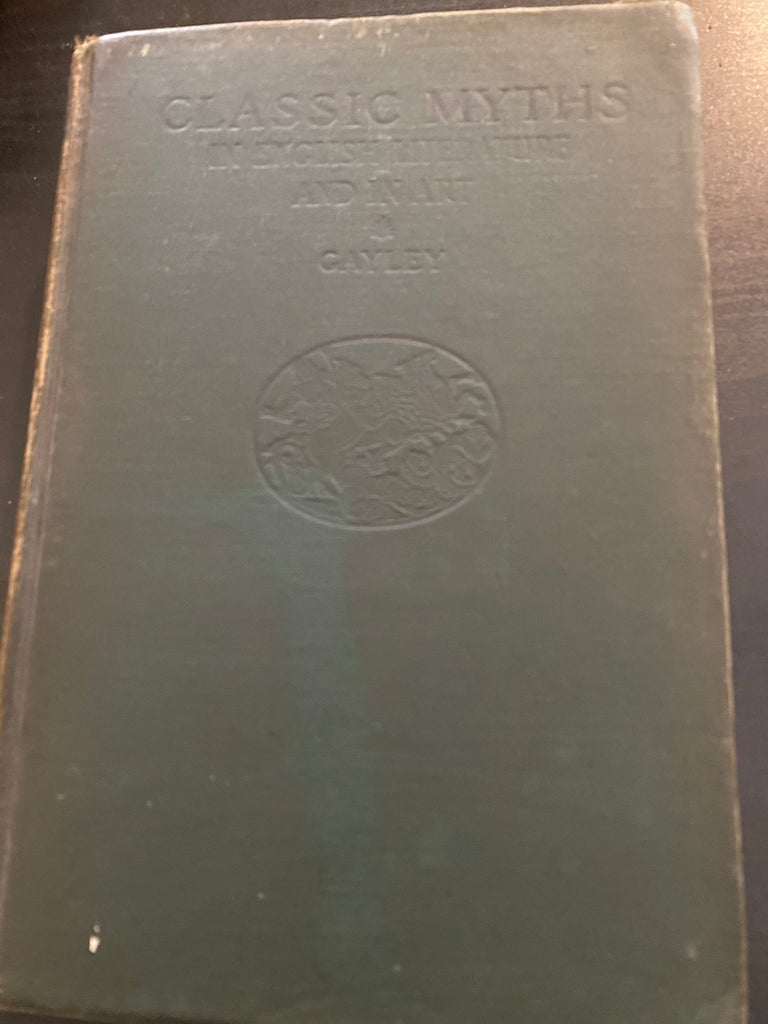 CLASSIC MYTHS
IN ENGLISH LITERATURE
AND IN ART
GAYLEY